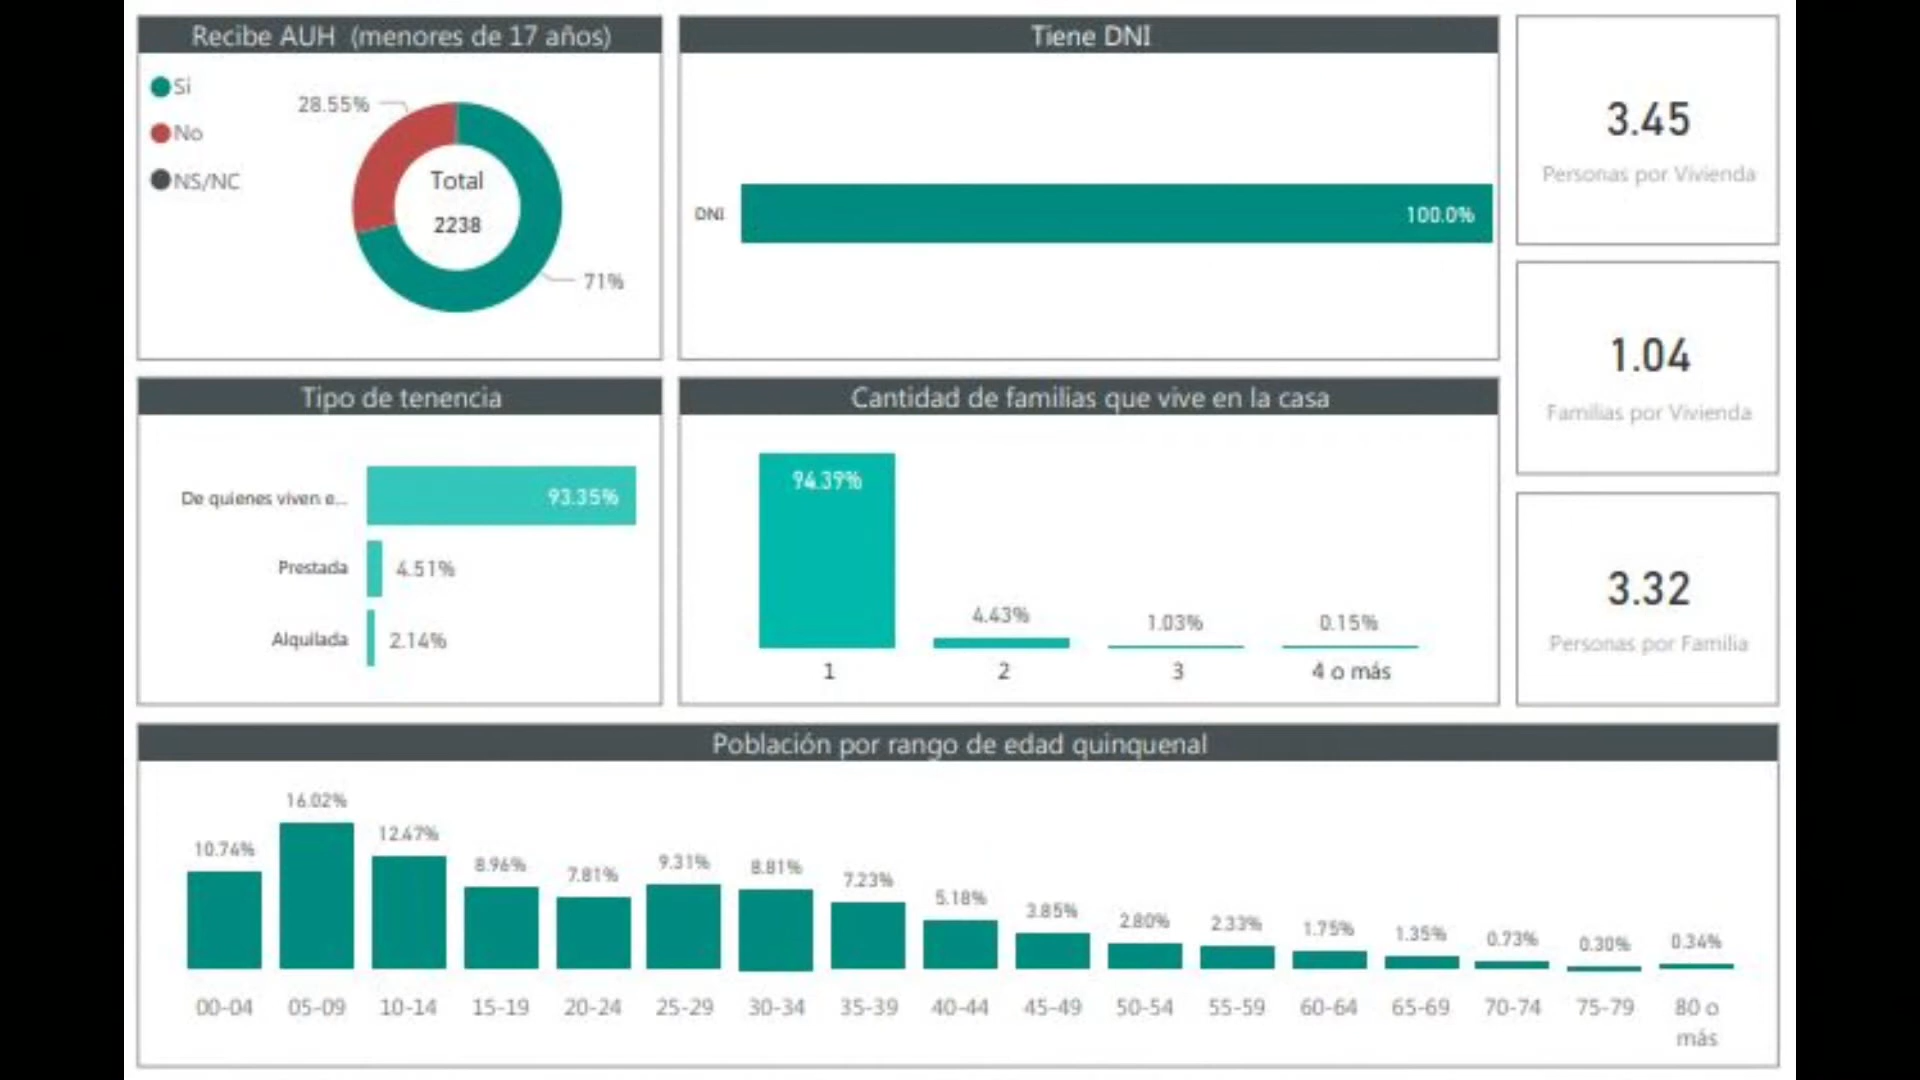 Recibe AUH (menores de 17 años)
Si
No
NS/NC
28.55%
Total
2238
71%
Tiene DNI
DNI
100.0%
3.45
Personas por Vivienda
1.04
Familias por Vivienda
3.32
Personas por Familia
Tipo de tenencia
De quienes viven e...
93.35%
Prestada
4.51%
Alquilada
2.14%
Cantidad de familias que vive en la casa
94.39%
4.43%
1.03%
0.15%
1 2 3 4 o más
Población por rango de edad quinquenal
10.74% 16.02% 12.47% 8.96% 7.81% 9.31% 8.81% 7.23% 5.18% 3.85% 2.80% 2.33% 1.75% 1.35% 0.73% 0.30% 0.34%
00-04 05-09 10-14 15-19 20-24 25-29 30-34 35-39 40-44 45-49 50-54 55-59 60-64 65-69 70-74 75-79 80 o
más